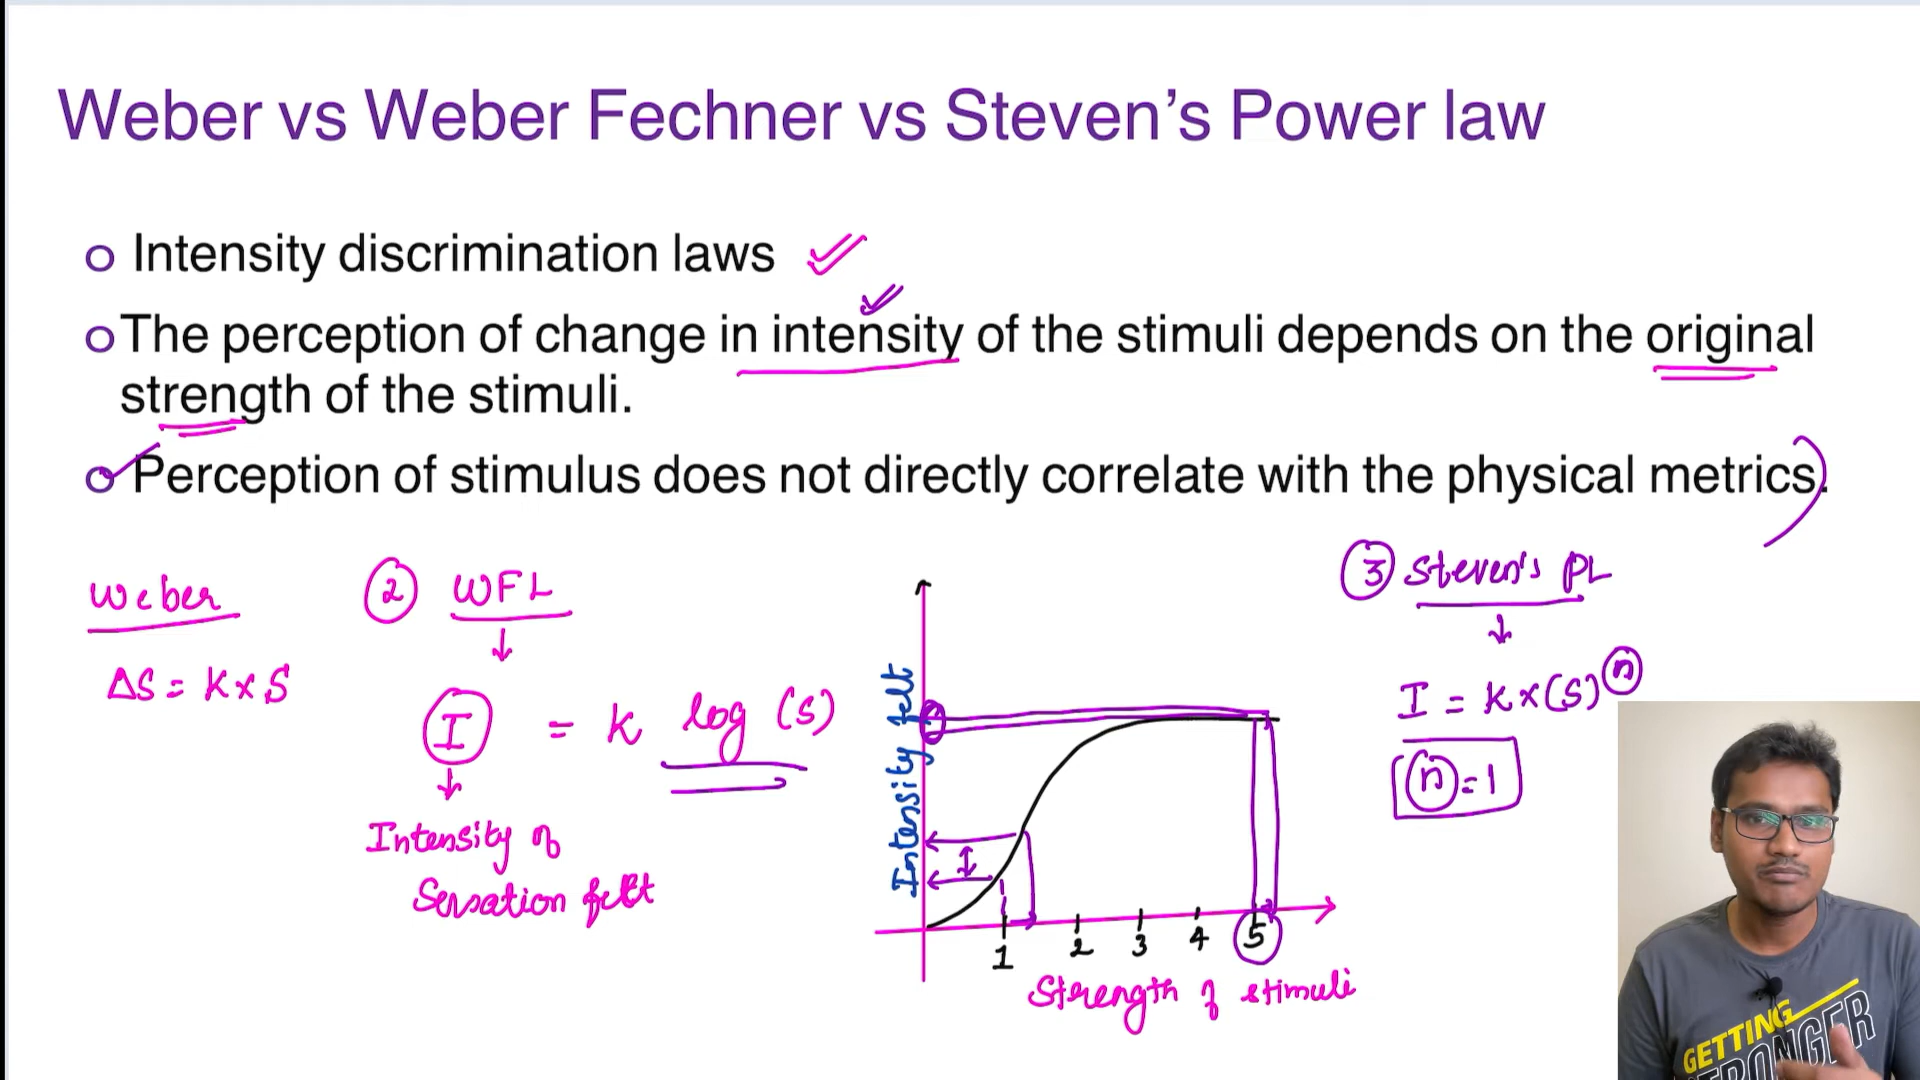 Weber vs Weber Fechner vs Steven's Power law
o Intensity discrimination laws
o The perception of change in intensity of the stimuli depends on the original
strength of the stimuli.
o Perception of stimulus does not directly correlate with the physical metrics.
Weber
ΔS = K x S
② WFL
I = k log (s)
Intensity of
Sensation felt
Intensity felt
I
1 2 3 4 5
Strength of stimuli
③ Steven's PL
I = K x (S)ⁿ
n = 1
GETTING
STRONGER